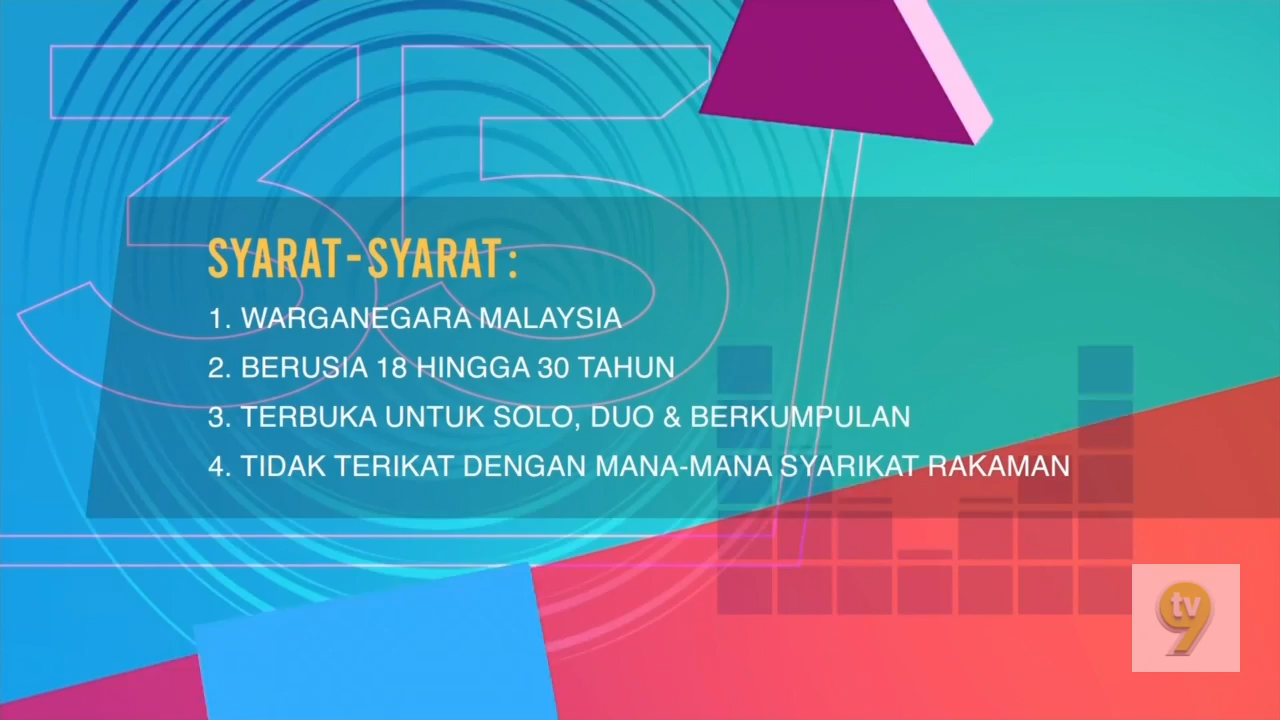 35
SYARAT-SYARAT:
1. WARGANEGARA MALAYSIA
2. BERUSIA 18 HINGGA 30 TAHUN
3. TERBUKA UNTUK SOLO, DUO & BERKUMPULAN
4. TIDAK TERIKAT DENGAN MANA-MANA SYARIKAT RAKAMAN
tv9